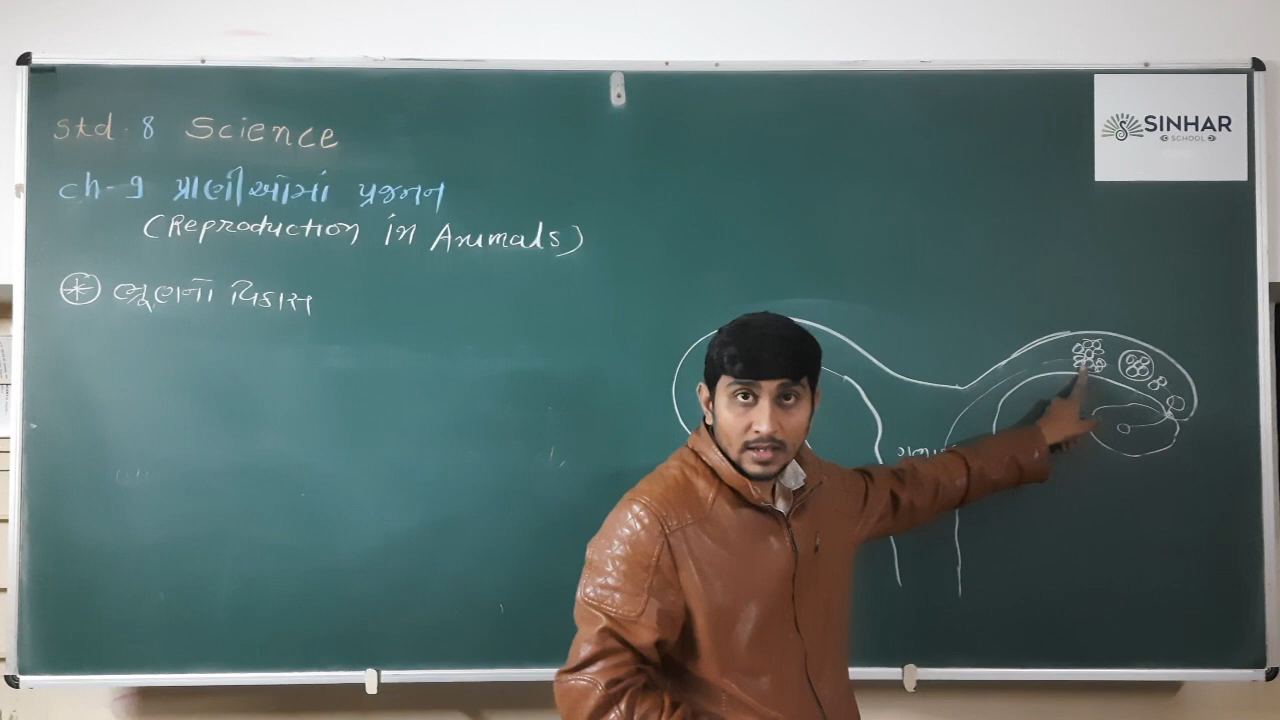 Std. 8 Science
ch-9 પ્રાણીઓમાં પ્રજનન
(Reproduction in Animals)
ભ્રૂણનો વિકાસ
SINHAR
SCHOOL